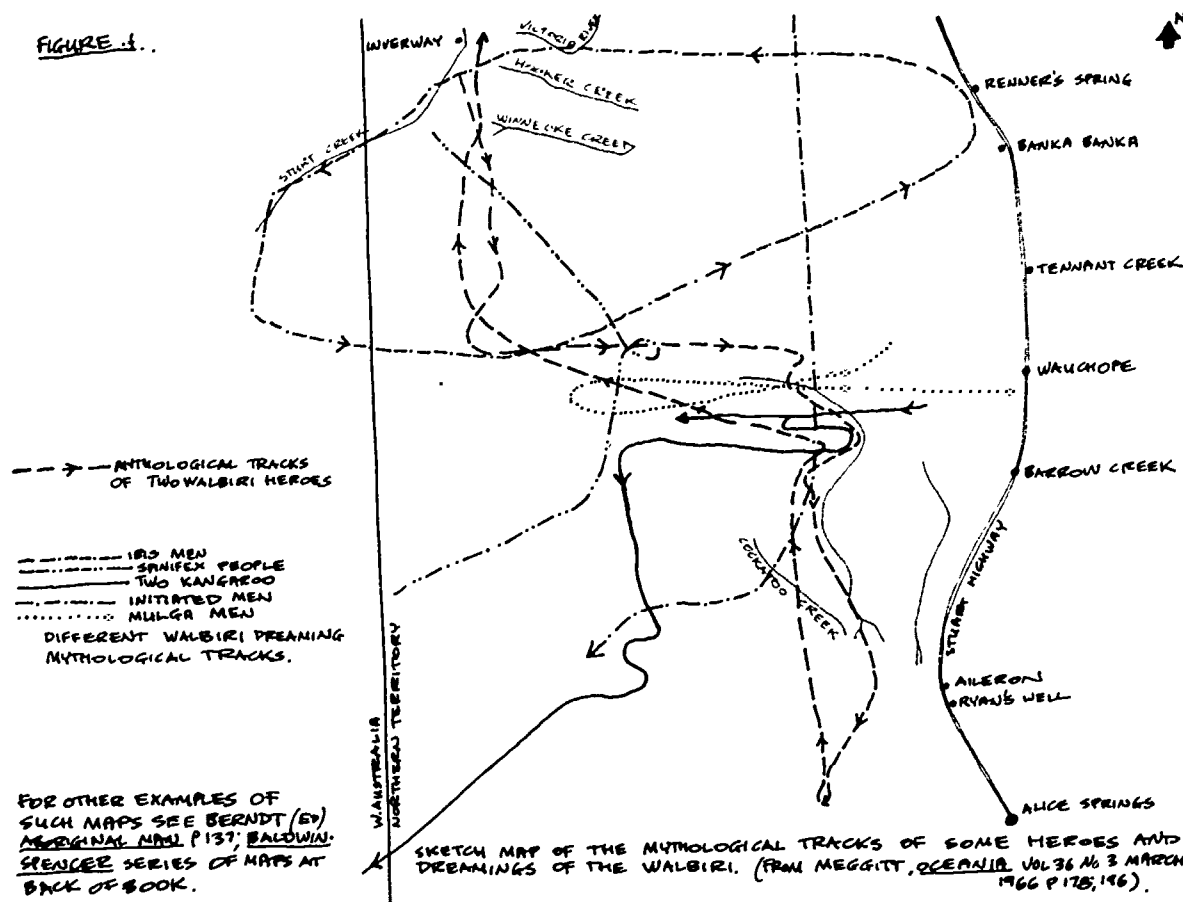 FIGURE 1.
N
VICTORIA RIVER
INVERWAY
HOOKER CREEK
WINNECKE CREEK
STURT CREEK
RENNER'S SPRING
BANKA BANKA
TENNANT CREEK
WAUCHOPE
BARROW CREEK
STUART HIGHWAY
COCKATOO CREEK
AILERON
RYAN'S WELL
ALICE SPRINGS
W. AUSTRALIA
NORTHERN TERRITORY
MYTHOLOGICAL TRACKS
OF TWO WALBIRI HEROES
MEN
PEOPLE
TWO KANGAROO
INITIATED MEN
MULGA MEN
DIFFERENT WALBIRI DREAMING
MYTHOLOGICAL TRACKS.
FOR OTHER EXAMPLES OF
SUCH MAPS SEE BERNDT (ED)
ABORIGINAL MAN P 137; BALDWIN-
SPENCER SERIES OF MAPS AT
BACK OF BOOK.
SKETCH MAP OF THE MYTHOLOGICAL TRACKS OF SOME HEROES AND
DREAMINGS OF THE WALBIRI. (FROM MEGGITT, OCEANIA VOL 36 No 3 MARCH
1966 P 178, 196).